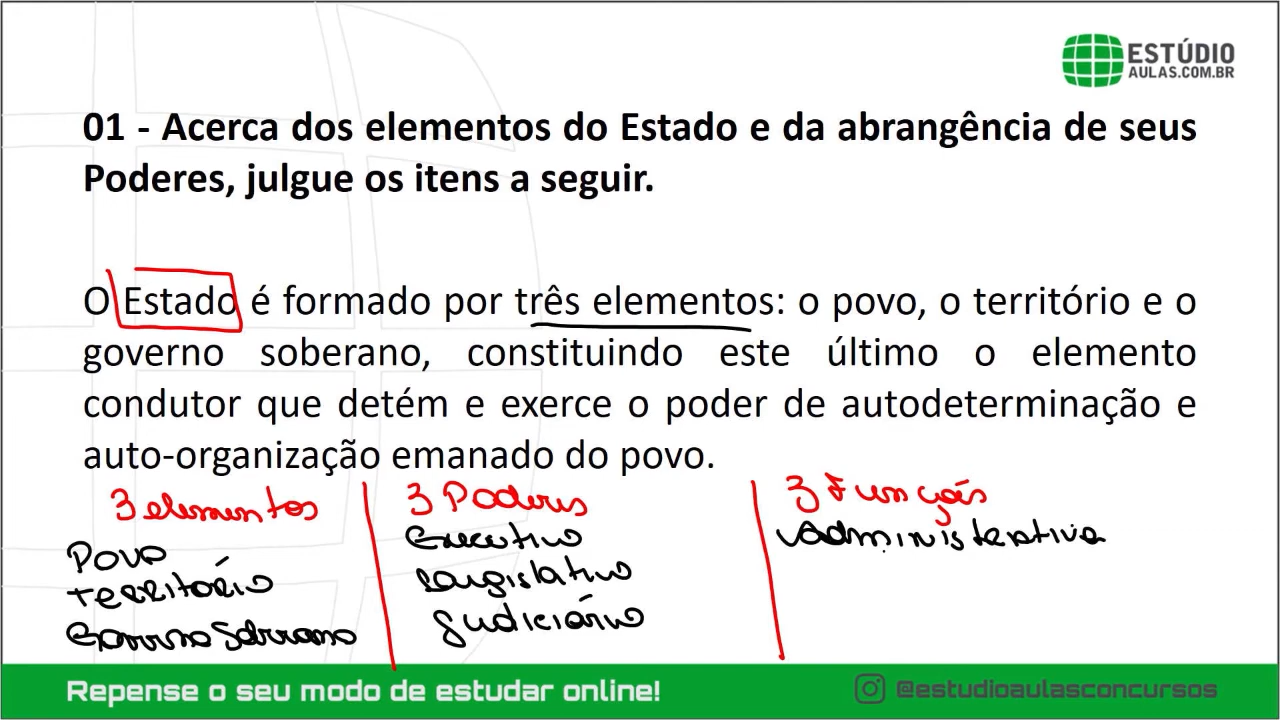 ESTÚDIO
AULAS.COM.BR
01 - Acerca dos elementos do Estado e da abrangência de seus
Poderes, julgue os itens a seguir.
O Estado é formado por três elementos: o povo, o território e o
governo soberano, constituindo este último o elemento
condutor que detém e exerce o poder de autodeterminação e
auto-organização emanado do povo.
3 elementos
Povo
Território
Governo Soberano
3 Poderes
Executivo
Legislativo
Judiciário
3 Funções
Administrativa
Repense o seu modo de estudar online!
@estudioaulasconcursos